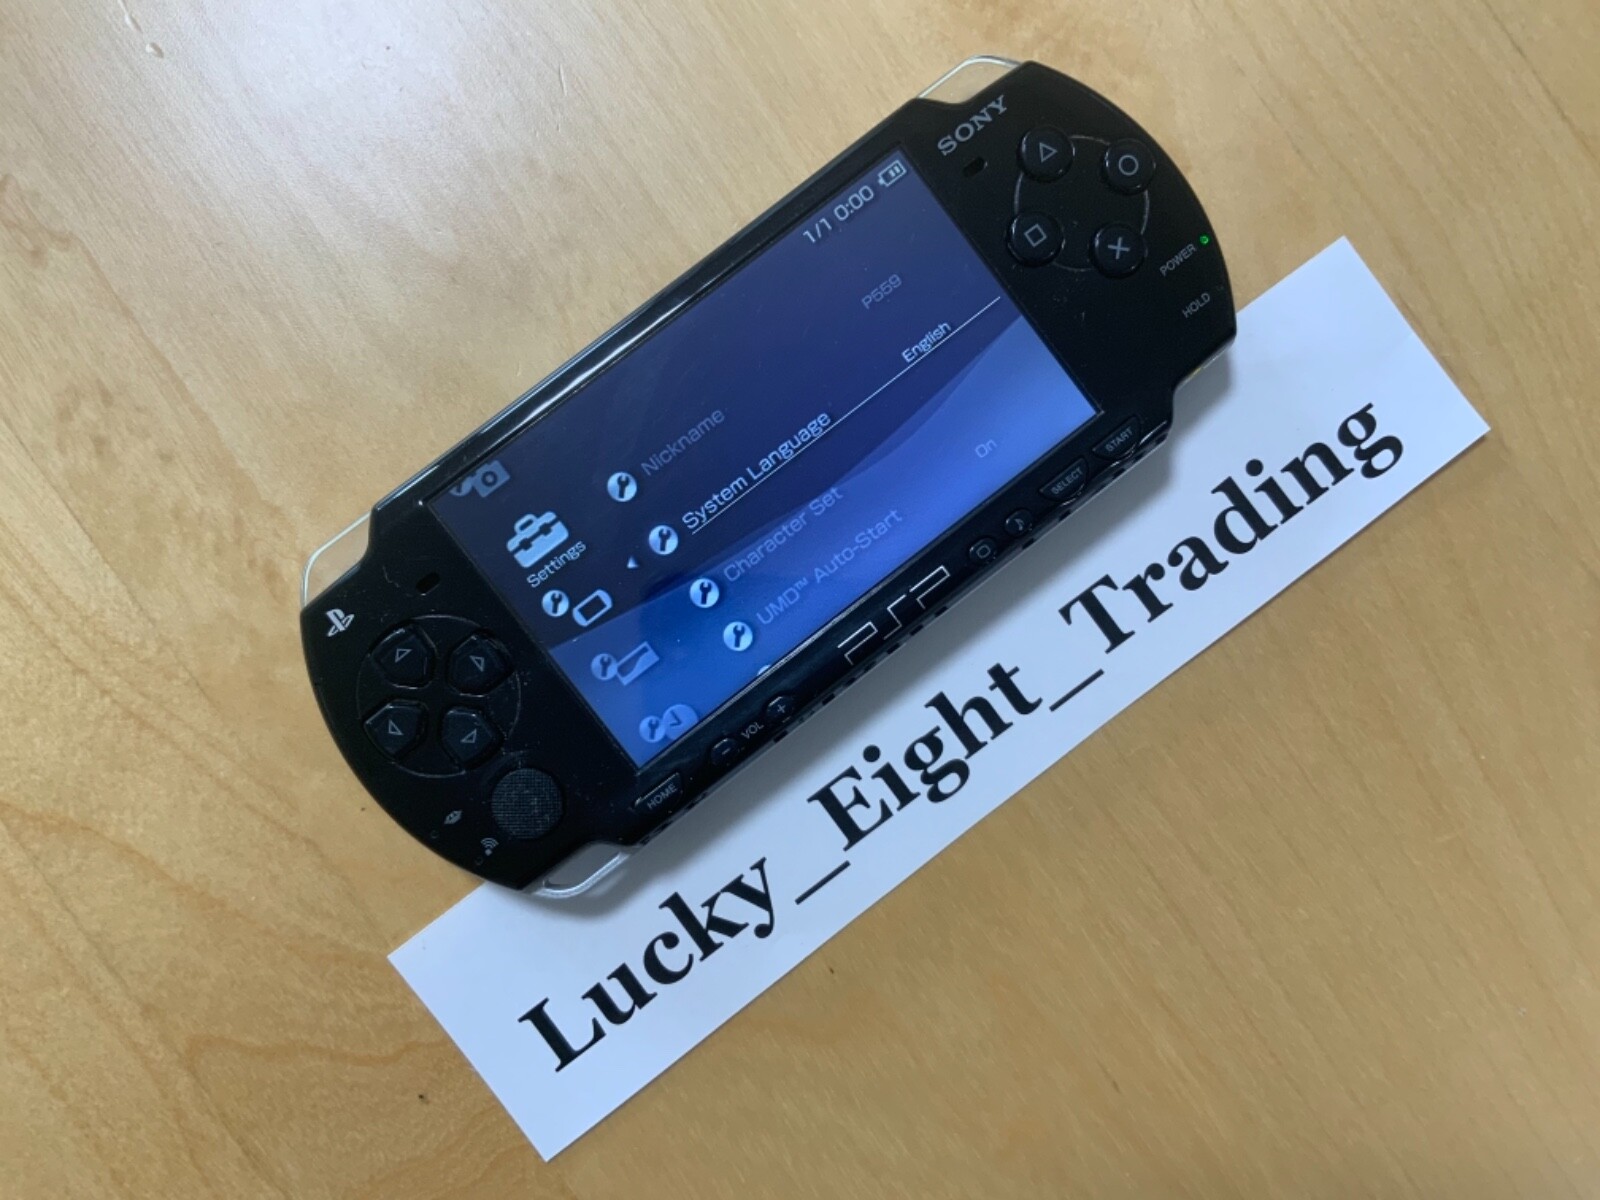 SONY
1/1 0:00
P559
Nickname
English
System Language
Settings
Character Set
On
UMD™ Auto-Start
POWER
HOLD
START
SELECT
PSP
VOL
HOME
Lucky_Eight_Trading